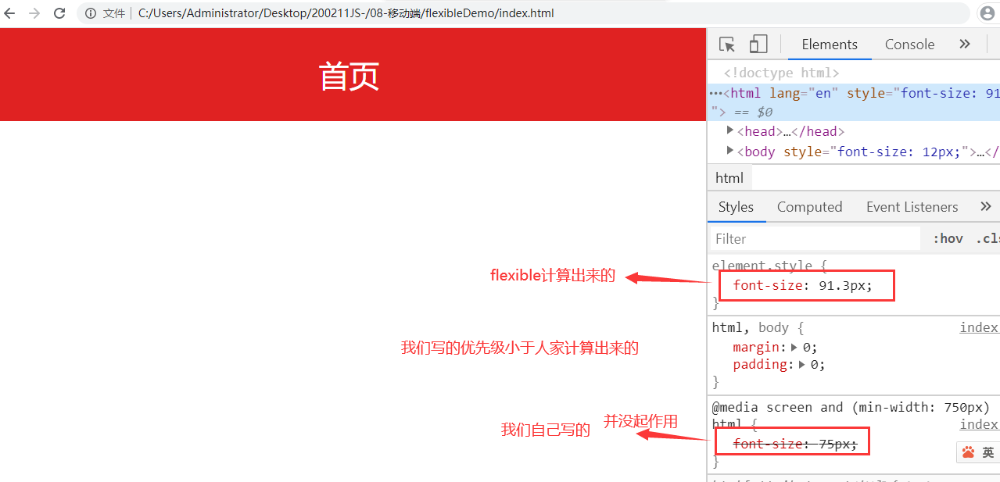 文件 C:/Users/Administrator/Desktop/200211JS-/08-移动端/flexibleDemo/index.html
首页
Elements Console »
<!doctype html>
•••<html lang="en" style="font-size: 91
"> == $0
▶<head>…</head>
▶<body style="font-size: 12px;">…</
html
Styles Computed Event Listeners »
Filter :hov .cls
element.style {
font-size: 91.3px;
}
flexible计算出来的
html, body { index
margin:▶ 0;
padding:▶ 0;
}
我们写的优先级小于人家计算出来的
@media screen and (min-width: 750px)
html { index
font-size: 75px;
}
我们自己写的 并没起作用
英